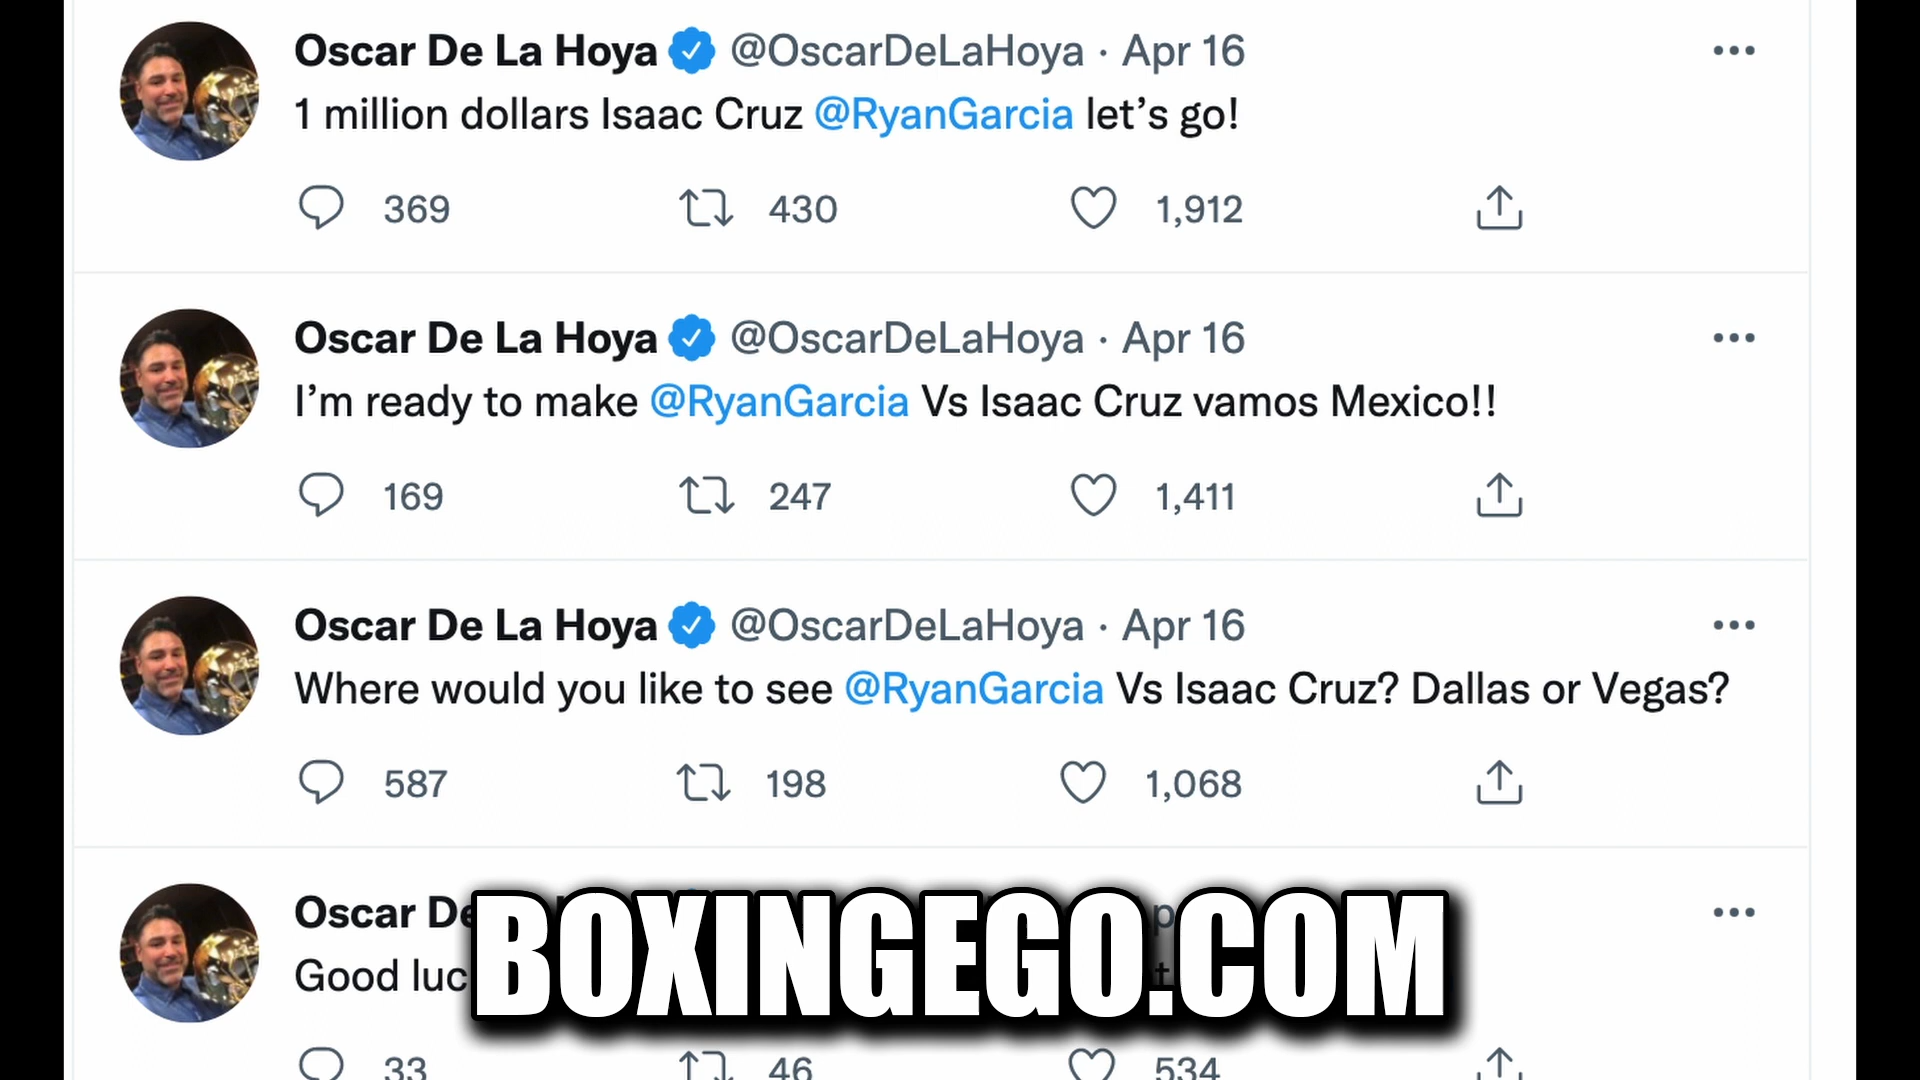 Oscar De La Hoya @OscarDeLaHoya · Apr 16
1 million dollars Isaac Cruz @RyanGarcia let’s go!
369 430 1,912
Oscar De La Hoya @OscarDeLaHoya · Apr 16
I’m ready to make @RyanGarcia Vs Isaac Cruz vamos Mexico!!
169 247 1,411
Oscar De La Hoya @OscarDeLaHoya · Apr 16
Where would you like to see @RyanGarcia Vs Isaac Cruz? Dallas or Vegas?
587 198 1,068
Oscar
Good
BOXINGEGO.COM
33 46 534